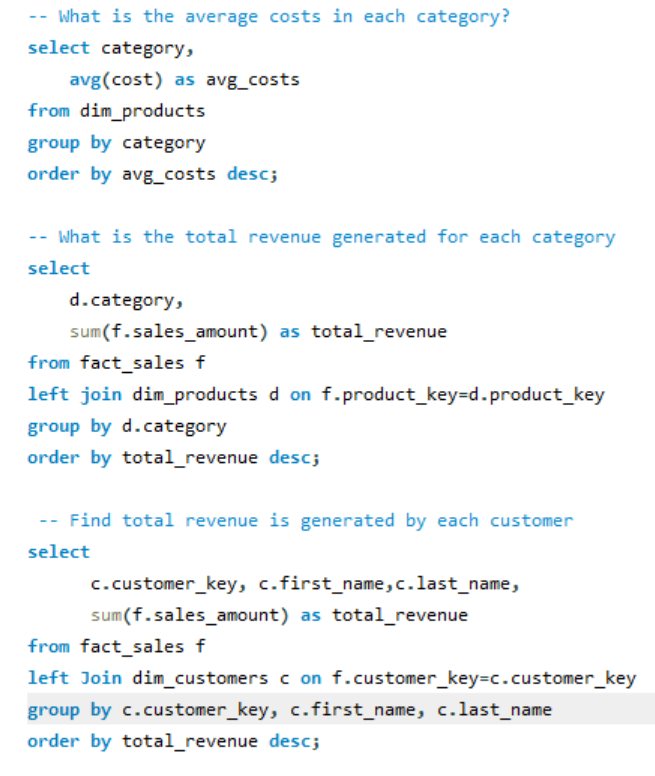 -- What is the average costs in each category?
select category,
    avg(cost) as avg_costs
from dim_products
group by category
order by avg_costs desc;

-- What is the total revenue generated for each category
select
    d.category,
    sum(f.sales_amount) as total_revenue
from fact_sales f
left join dim_products d on f.product_key=d.product_key
group by d.category
order by total_revenue desc;

 -- Find total revenue is generated by each customer
select
      c.customer_key, c.first_name,c.last_name,
      sum(f.sales_amount) as total_revenue
from fact_sales f
left Join dim_customers c on f.customer_key=c.customer_key
group by c.customer_key, c.first_name, c.last_name
order by total_revenue desc;